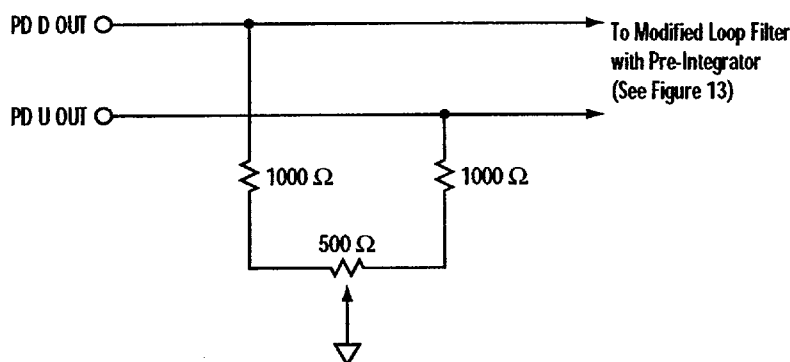 PD D OUT
To Modified Loop Filter
with Pre-Integrator
(See Figure 13)
PD U OUT
1000 Ω
1000 Ω
500 Ω